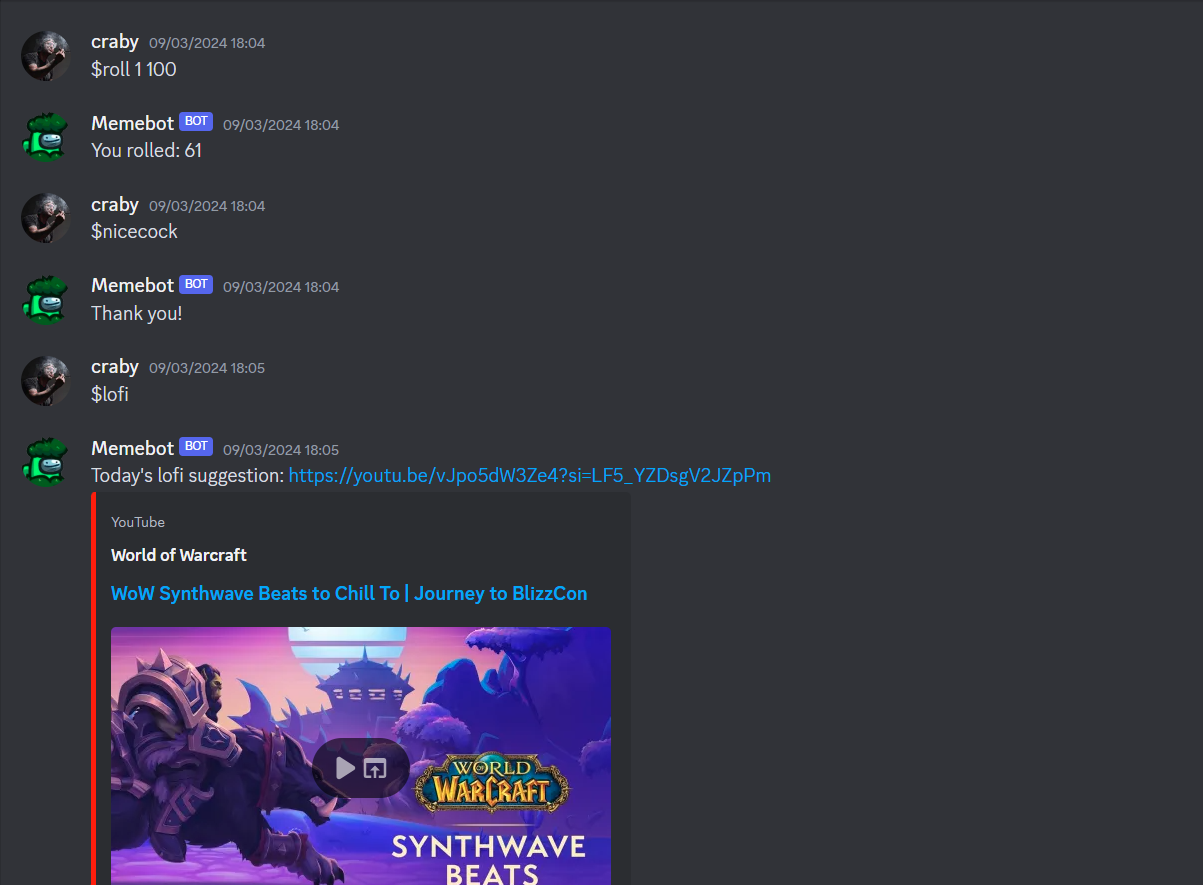 craby 09/03/2024 18:04
$roll 1 100
Memebot BOT 09/03/2024 18:04
You rolled: 61
craby 09/03/2024 18:04
$nicecock
Memebot BOT 09/03/2024 18:04
Thank you!
craby 09/03/2024 18:05
$lofi
Memebot BOT 09/03/2024 18:05
Today's lofi suggestion: https://youtu.be/vJpo5dW3Ze4?si=LF5_YZDsgV2JZpPm
YouTube
World of Warcraft
WoW Synthwave Beats to Chill To | Journey to BlizzCon
WORLD
OF
WARCRAFT
SYNTHWAVE
BEATS